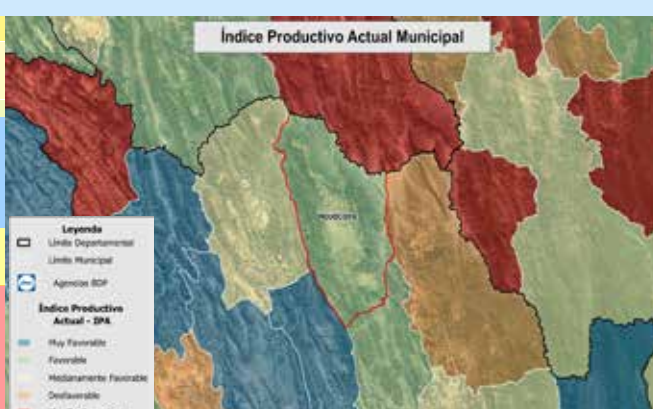 Índice Productivo Actual Municipal
Leyenda
Límite Departamental
Límite Municipal
Agencias BDP
Índice Productivo
Actual - IPA
Muy Favorable
Favorable
Medianamente Favorable
Desfavorable